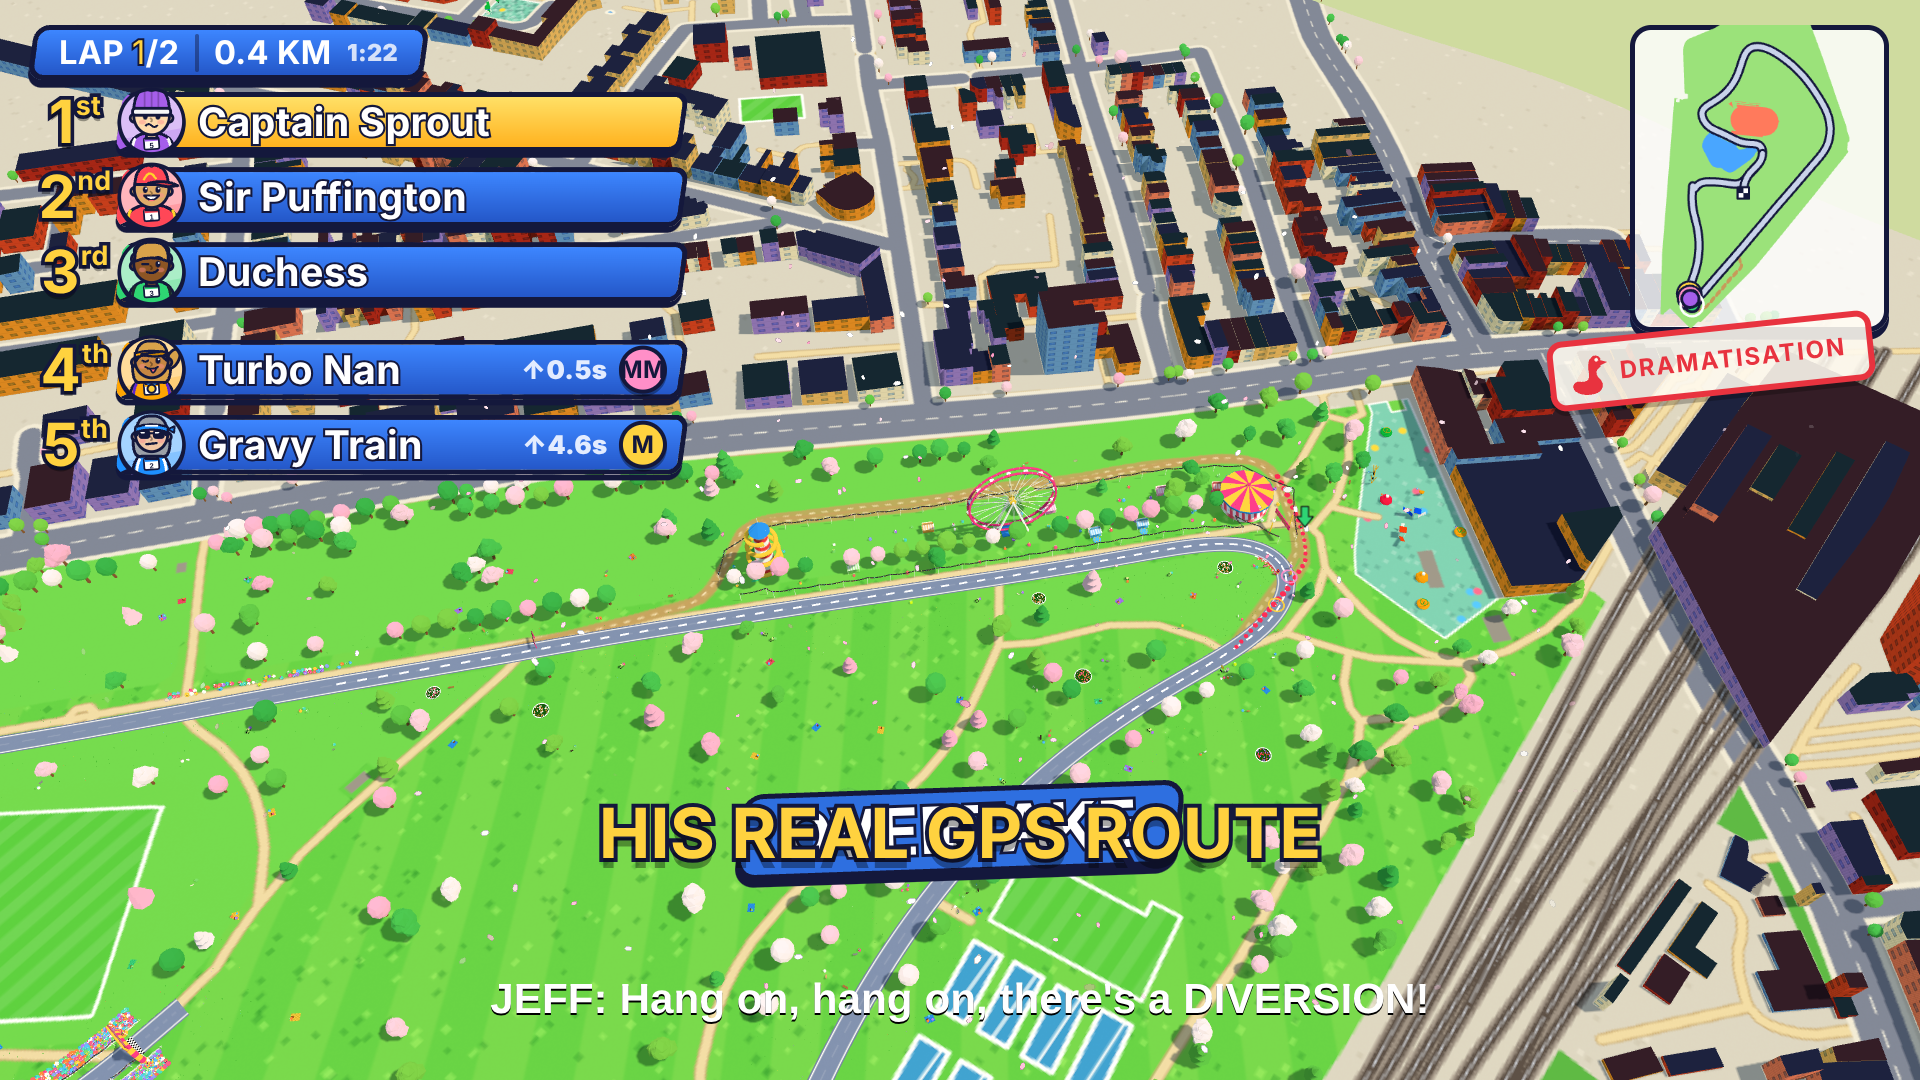 LAP 1/2 0.4 KM 1:22
1st Captain Sprout
2nd Sir Puffington
3rd Duchess
4th Turbo Nan ↑0.5s MM
5th Gravy Train ↑4.6s M
DRAMATISATION
HIS REAL GPS ROUTE
JEFF: Hang on, hang on, there's a DIVERSION!